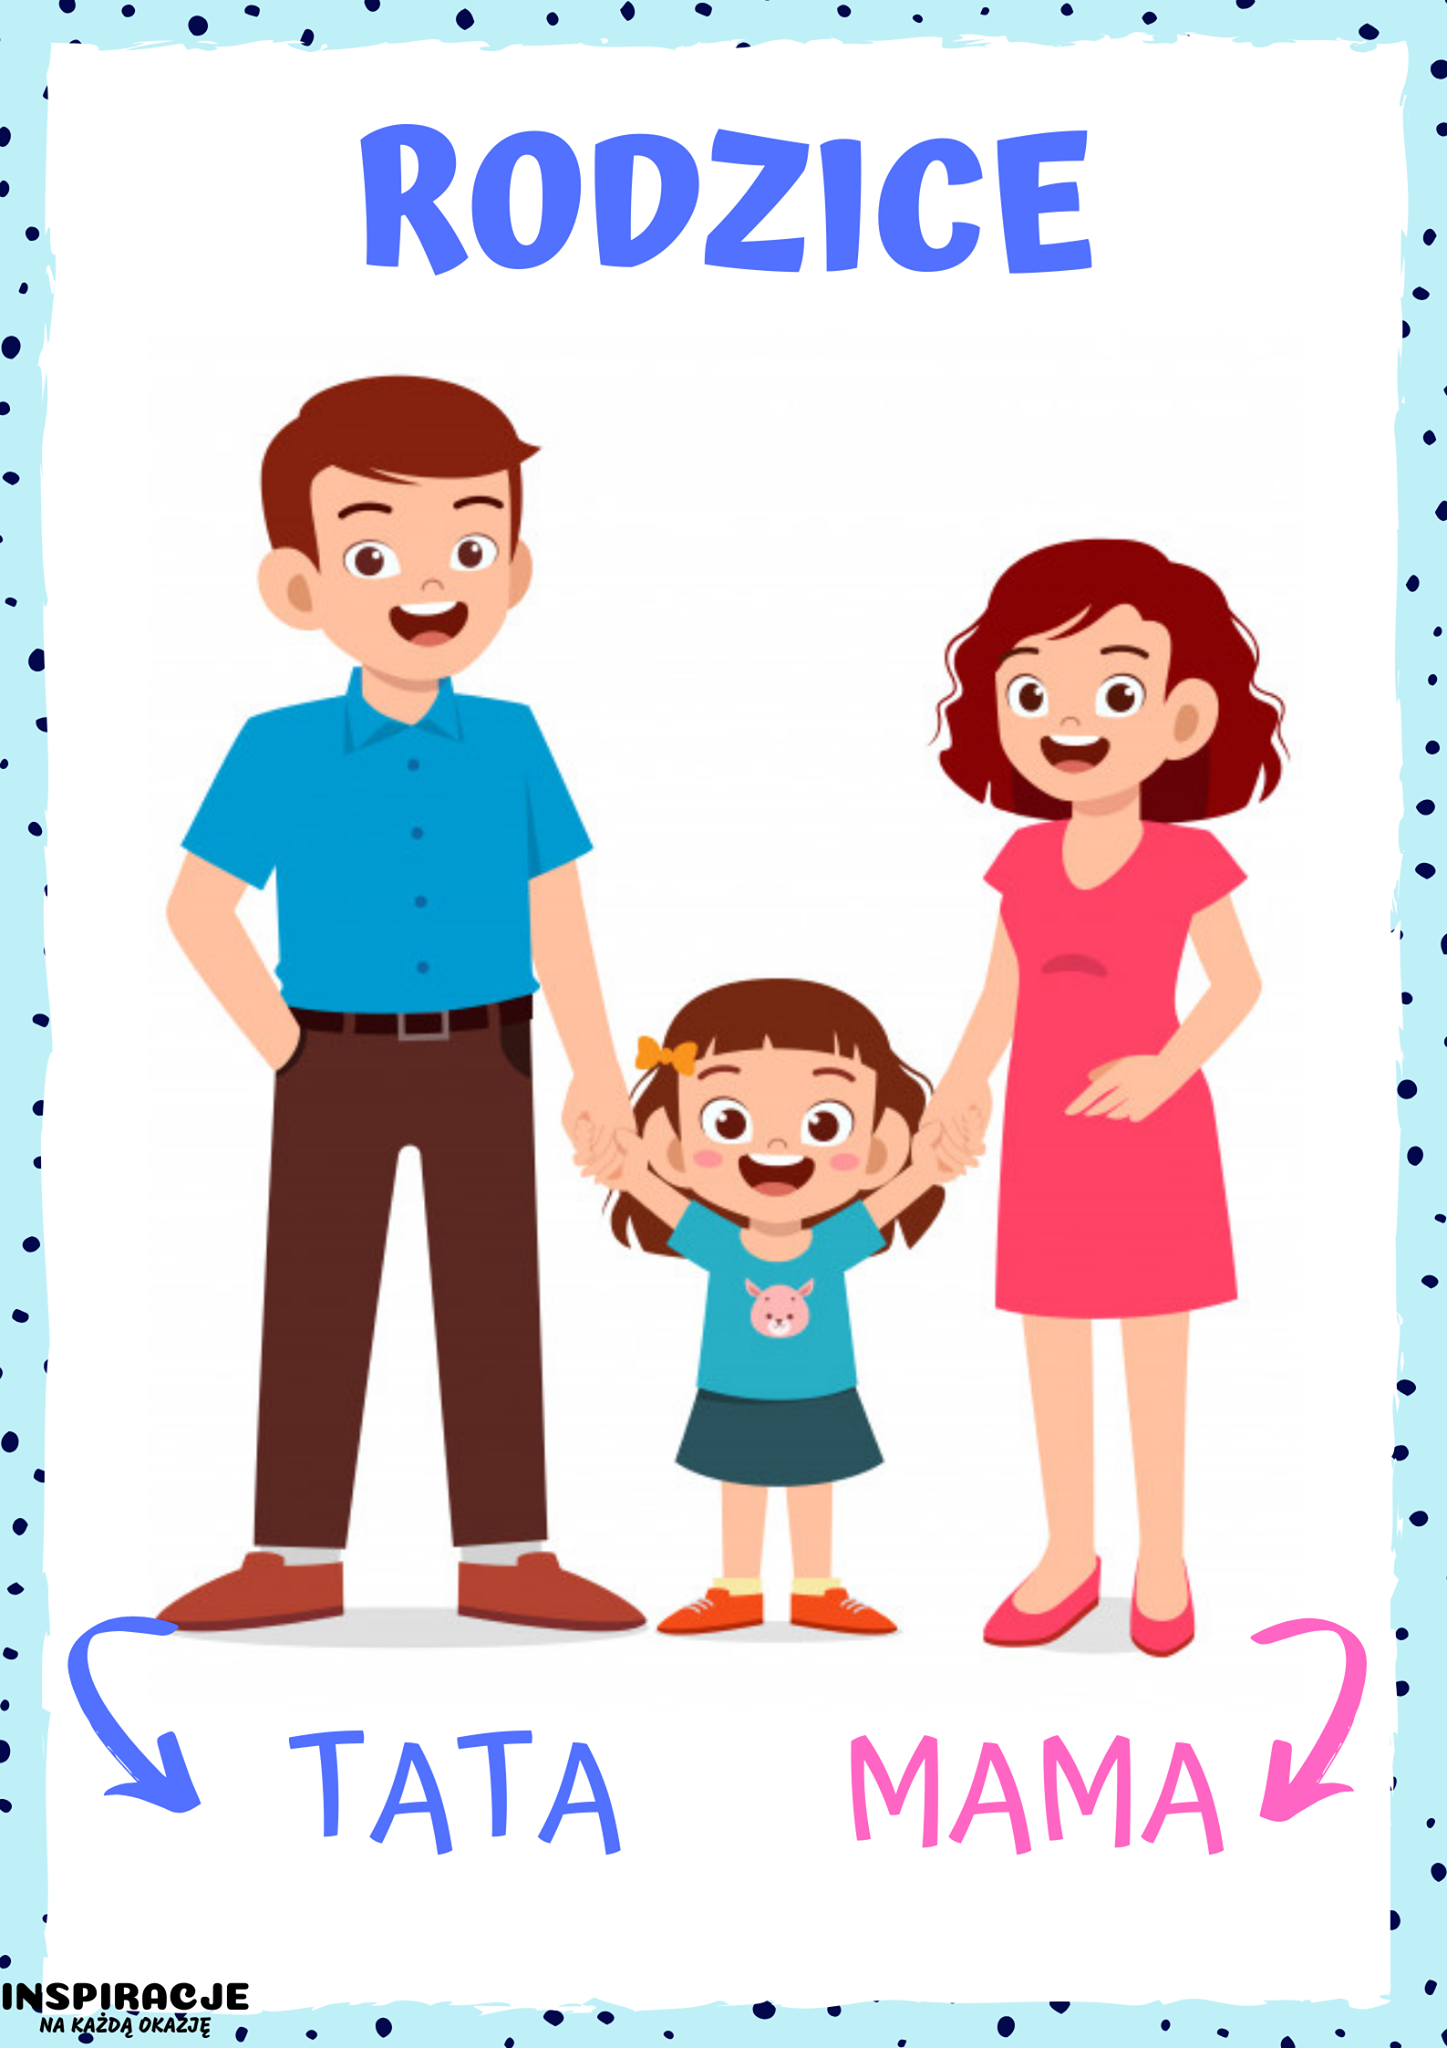 RODZICE
TATA
MAMA
INSPIRACJE
NA KAŻDĄ OKAZJĘ